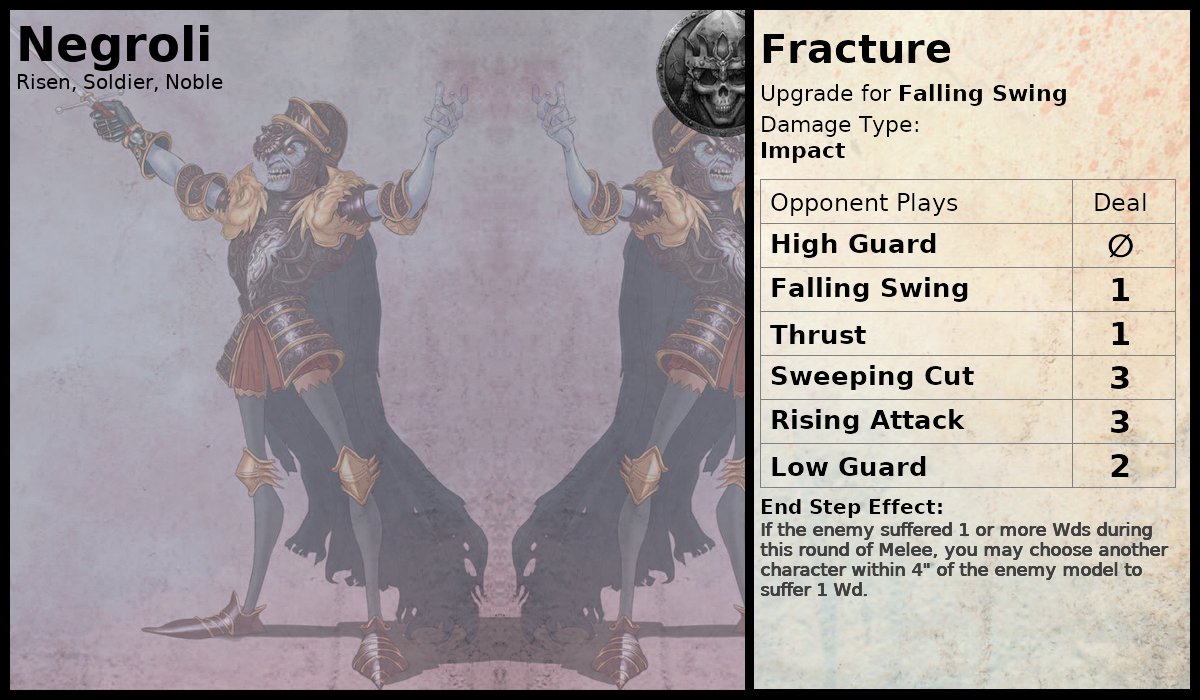 Negroli
Risen, Soldier, Noble
Fracture
Upgrade for Falling Swing
Damage Type:
Impact
Opponent Plays Deal
High Guard ∅
Falling Swing 1
Thrust 1
Sweeping Cut 3
Rising Attack 3
Low Guard 2
End Step Effect:
If the enemy suffered 1 or more Wds during
this round of Melee, you may choose another
character within 4" of the enemy model to
suffer 1 Wd.